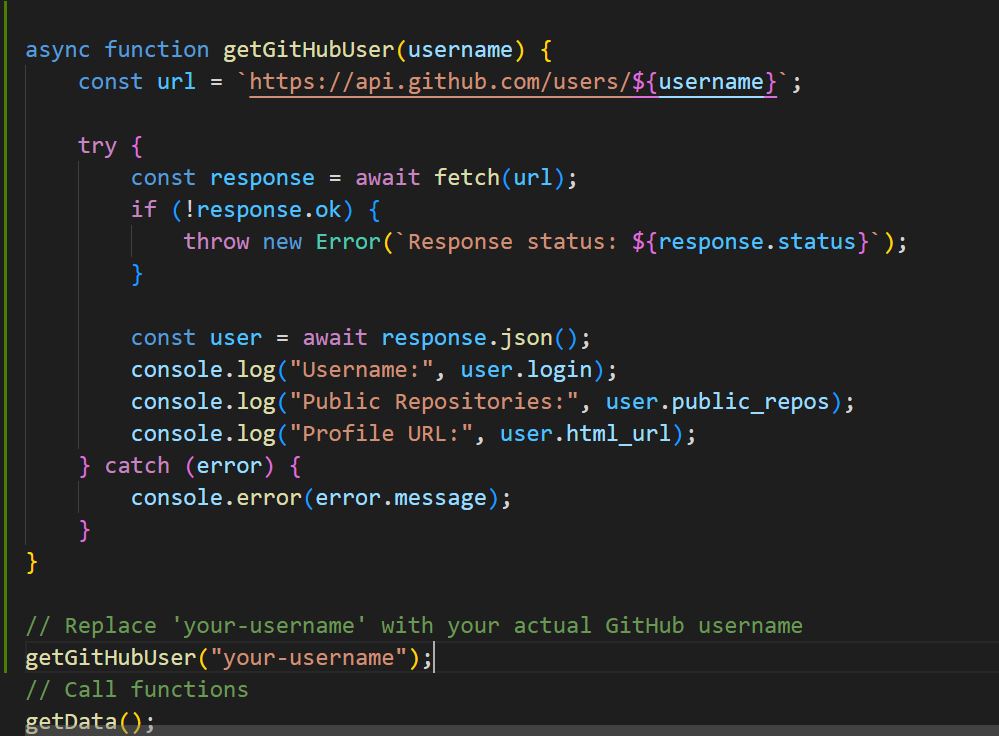 async function getGitHubUser(username) {
    const url = `https://api.github.com/users/${username}`;
    try {
        const response = await fetch(url);
        if (!response.ok) {
            throw new Error(`Response status: ${response.status}`);
        }
        const user = await response.json();
        console.log("Username:", user.login);
        console.log("Public Repositories:", user.public_repos);
        console.log("Profile URL:", user.html_url);
    } catch (error) {
        console.error(error.message);
    }
}
// Replace 'your-username' with your actual GitHub username
getGitHubUser("your-username");
// Call functions
getData();